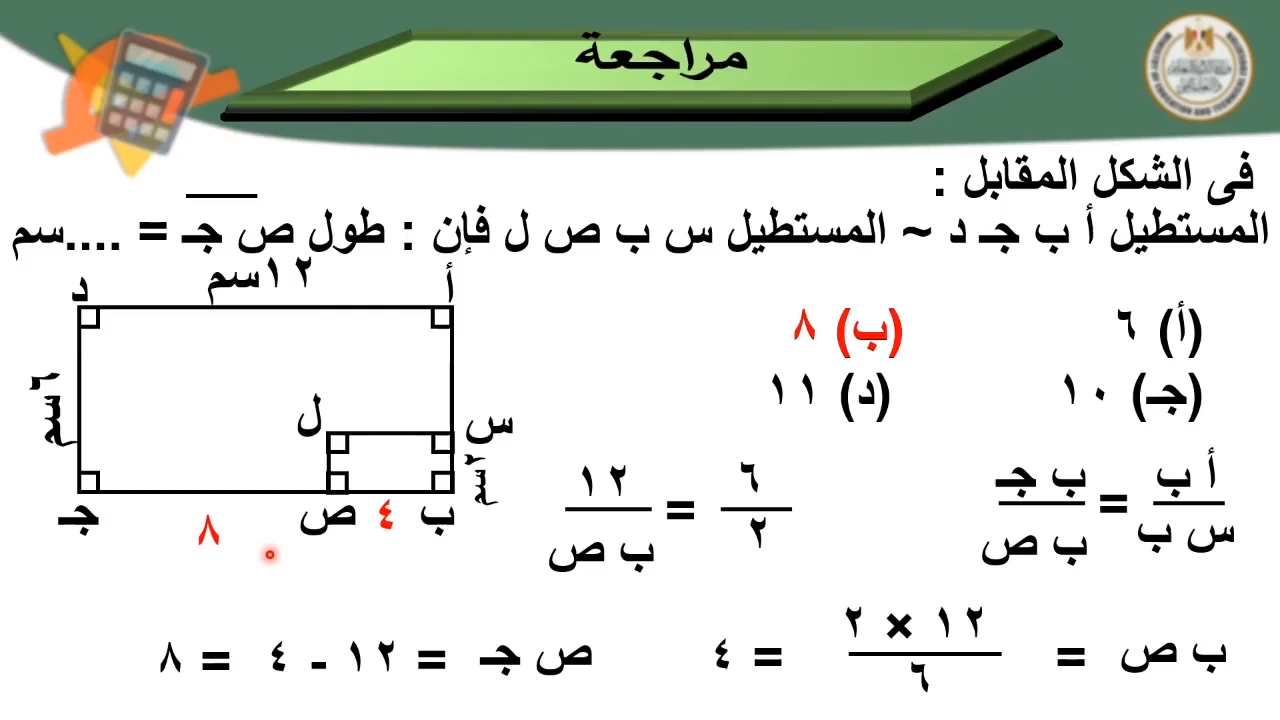 مراجعة
فى الشكل المقابل :
المستطيل أ ب جـ د ~ المستطيل س ب ص ل فإن : طول ص جـ = ....سم
(أ) ٦
(ب) ٨
(جـ) ١٠
(د) ١١
١٢سم
أ
د
٦سم
ل
س
٢سم
جـ
ص
٤
ب
٨
أ ب / س ب = ب جـ / ب ص
٦ / ٢ = ١٢ / ب ص
ب ص = ١٢ × ٢ / ٦ = ٤
ص جـ = ١٢ - ٤ = ٨